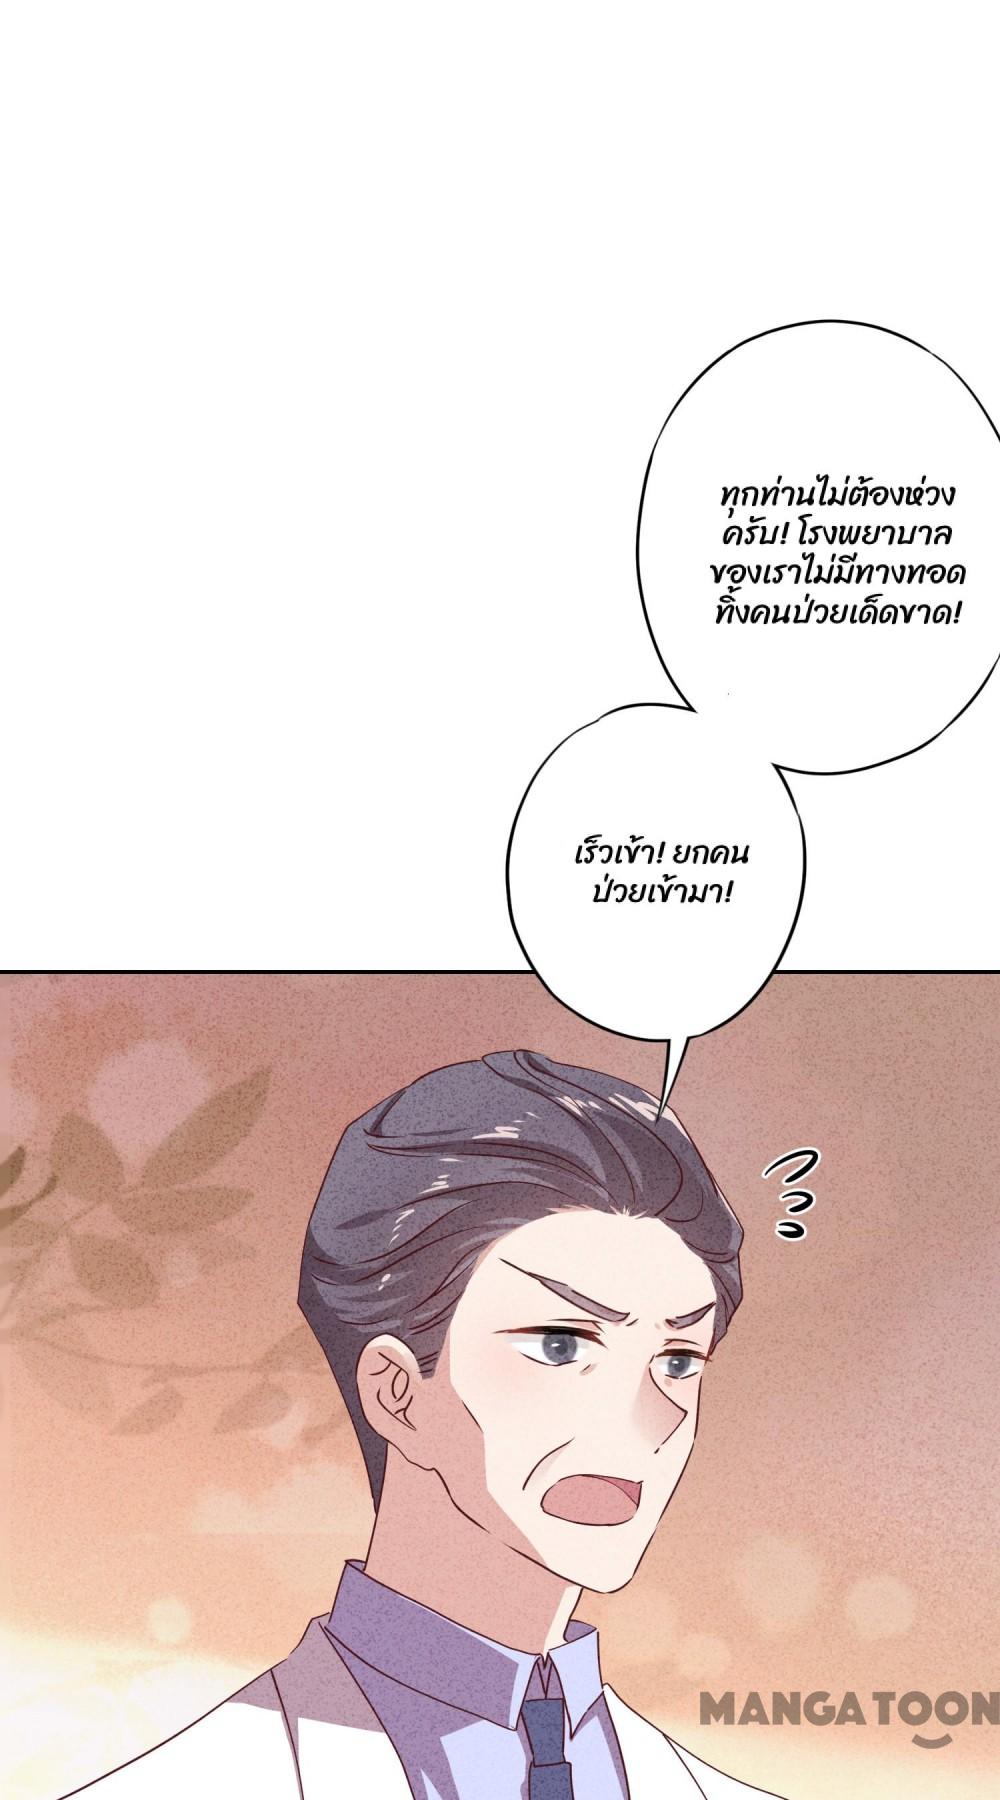 ทุกท่านไม่ต้องห่วง
ครับ! โรงพยาบาล
ของเราไม่มีทางทอด
ทิ้งคนป่วยเด็ดขาด!
เร็วเข้า! ยกคน
ป่วยเข้ามา!
MANGATOON